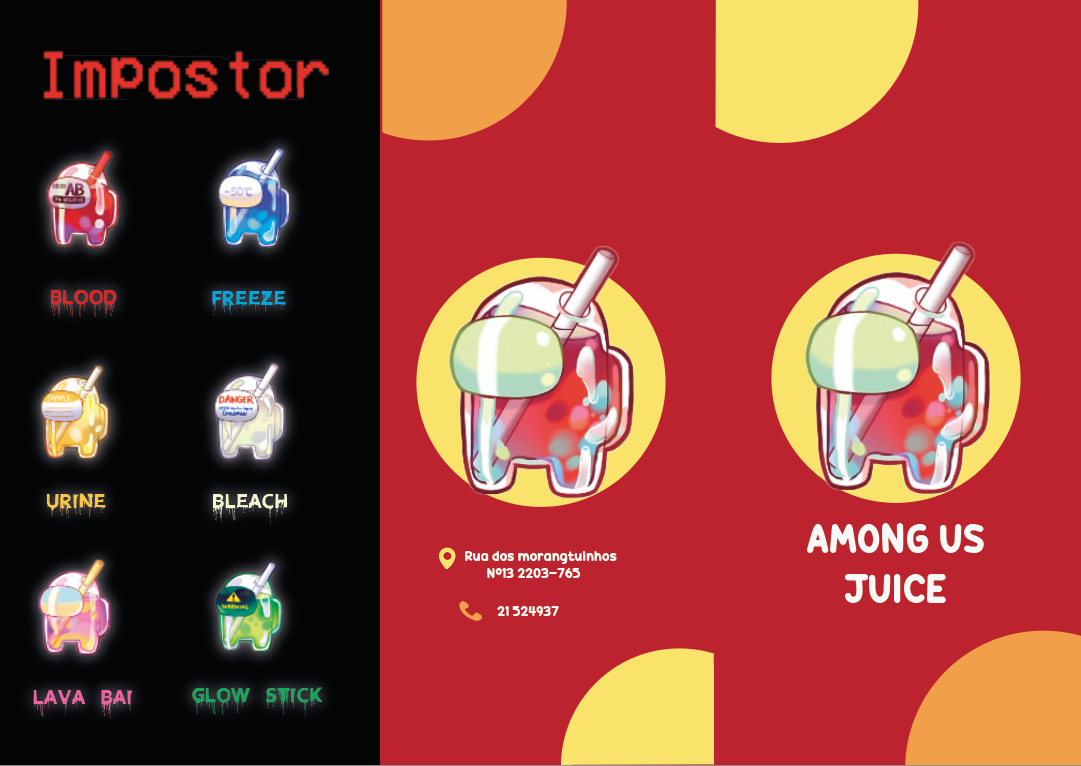 Impostor
AB
-50℃
BLOOD
FREEZE
SAMPLE
DANGER
CHILDREN
URINE
BLEACH
LAVA BAI
GLOW STICK
Rua dos morangtuinhos
Nº13 2203-765
21 524937
AMONG US
JUICE